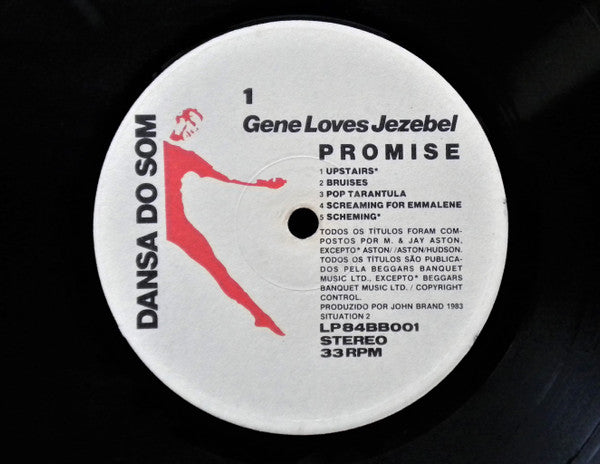 DANSA DO SOM
1
Gene Loves Jezebel
PROMISE
1 UPSTAIRS*
2 BRUISES
3 POP TARANTULA
4 SCREAMING FOR EMMALENE
5 SCHEMING*
TODOS OS TÍTULOS FORAM COM-
POSTOS POR M. & JAY ASTON,
EXCEPTO* ASTON/ /ASTON/HUDSON.
TODOS OS TÍTULOS SÃO PUBLICA-
DOS PELA BEGGARS BANQUET
MUSIC LTD., EXCEPTO* BEGGARS
BANQUET MUSIC LTD. / COPYRIGHT
CONTROL.
PRODUZIDO POR JOHN BRAND 1983
SITUATION 2
LP84BB001
STEREO
33RPM